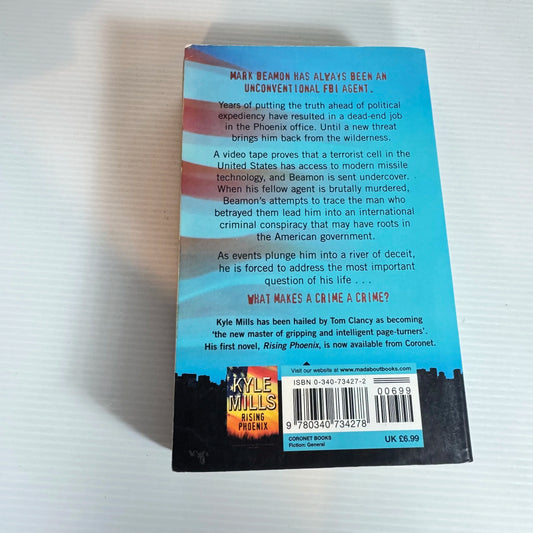 MARK BEAMON HAS ALWAYS BEEN AN
UNCONVENTIONAL FBI AGENT.
Years of putting the truth ahead of political
expediency have resulted in a dead-end job
in the Phoenix office. Until a new threat
brings him back from the wilderness.
A video tape proves that a terrorist cell in the
United States has access to modern missile
technology, and Beamon is sent undercover.
When his fellow agent is brutally murdered,
Beamon's attempts to trace the man who
betrayed them lead him into an international
criminal conspiracy that may have roots in
the American government.
As events plunge him into a river of deceit,
he is forced to address the most important
question of his life . . .
WHAT MAKES A CRIME A CRIME?
Kyle Mills has been hailed by Tom Clancy as becoming
'the new master of gripping and intelligent page-turners'.
His first novel, Rising Phoenix, is now available from Coronet.
Visit our website at www.madaboutbooks.com
ISBN 0-340-73427-2
00699
9 780340 734278
CORONET BOOKS
Fiction: General
UK £6.99
KYLE
MILLS
RISING
PHOENIX